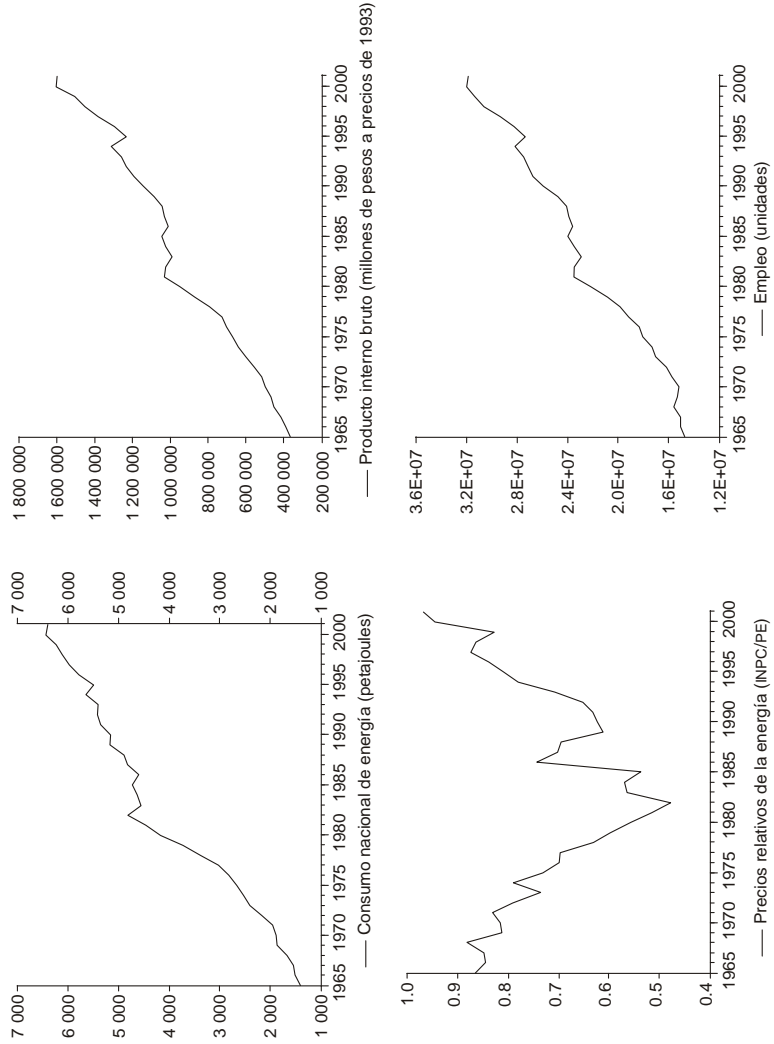 7 000
6 000
5 000
4 000
3 000
2 000
1 000
7 000
6 000
5 000
4 000
3 000
2 000
1 000
1965 1970 1975 1980 1985 1990 1995 2000
Consumo nacional de energía (petajoules)
1 800 000
1 600 000
1 400 000
1 200 000
1 000 000
800 000
600 000
400 000
200 000
1965 1970 1975 1980 1985 1990 1995 2000
Producto interno bruto (millones de pesos a precios de 1993)
1.0
0.9
0.8
0.7
0.6
0.5
0.4
1965 1970 1975 1980 1985 1990 1995 2000
Precios relativos de la energía (INPC/PE)
3.6E+07
3.2E+07
2.8E+07
2.4E+07
2.0E+07
1.6E+07
1.2E+07
1965 1970 1975 1980 1985 1990 1995 2000
Empleo (unidades)